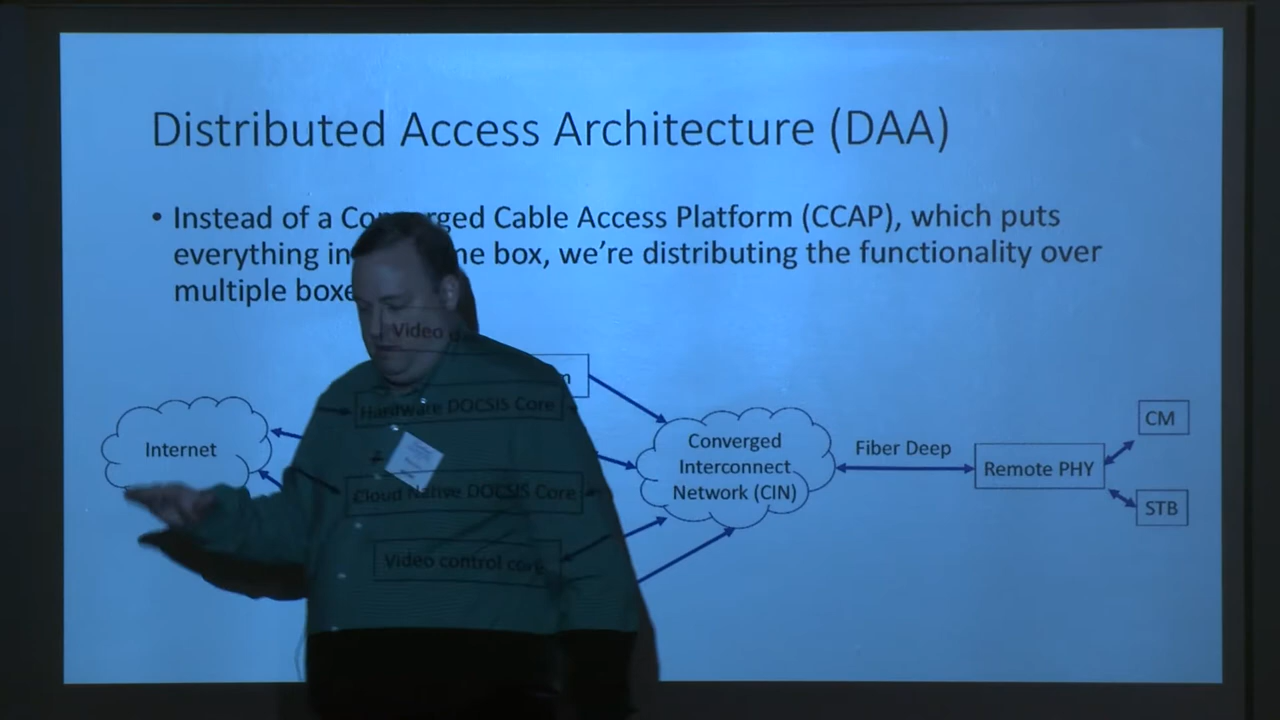 Distributed Access Architecture (DAA)
• Instead of a Converged Cable Access Platform (CCAP), which puts
everything in me box, we’re distributing the functionality over
multiple boxe
Video
Hardware DOCSIS Core
Cloud Native DOCSIS Core
Video control core
Internet
Converged
Interconnect
Network (CIN)
Fiber Deep
Remote PHY
CM
STB